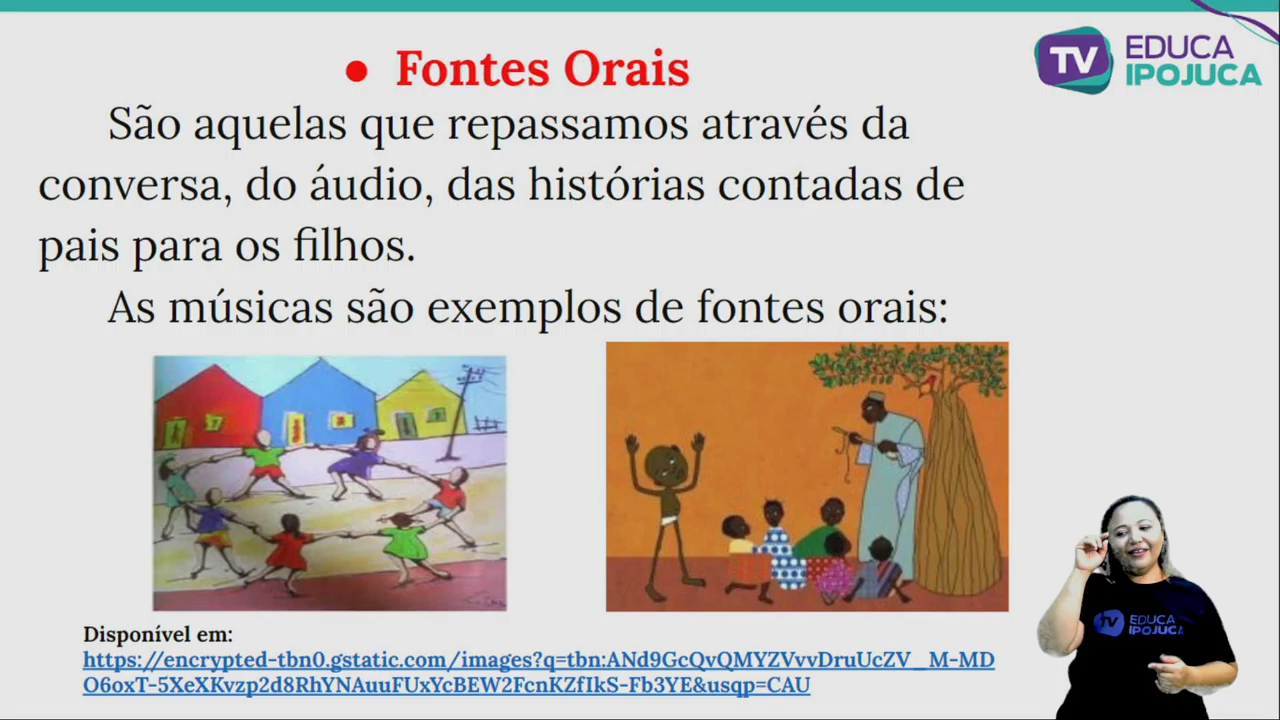 ● Fontes Orais
TV EDUCA
IPOJUCA
São aquelas que repassamos através da
conversa, do áudio, das histórias contadas de
pais para os filhos.
As músicas são exemplos de fontes orais:
Disponível em:
https://encrypted-tbn0.gstatic.com/images?q=tbn:ANd9GcQvQMYZVvvDruUcZV_M-MD
O6oxT-5XeXKvzp2d8RhYNAuuFUxYcBEW2FcnKZfIkS-Fb3YE&usqp=CAU
TV EDUCA
IPOJUCA